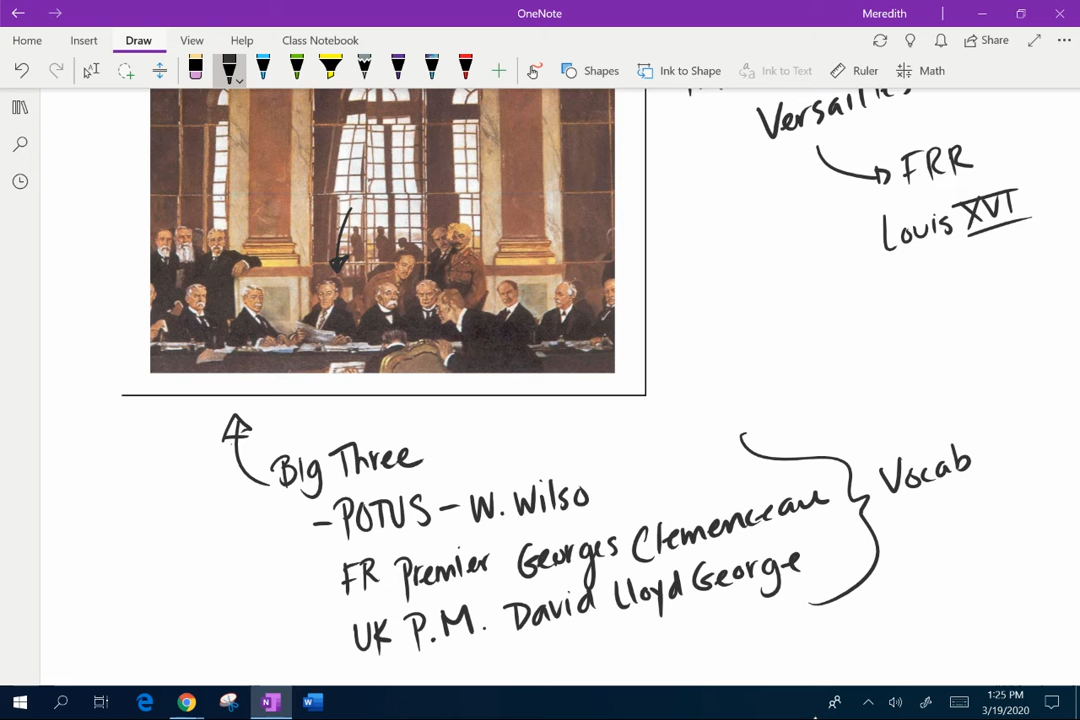 OneNote
Meredith
Home Insert Draw View Help Class Notebook
Share
Shapes
Ink to Shape
Ink to Text
Ruler
Math
Versailles
FRR
Louis XVI
Big Three
Vocab
- POTUS - W. Wilso
FR Premier Georges Clemenceau
UK P.M. David Lloyd George
1:25 PM
3/19/2020